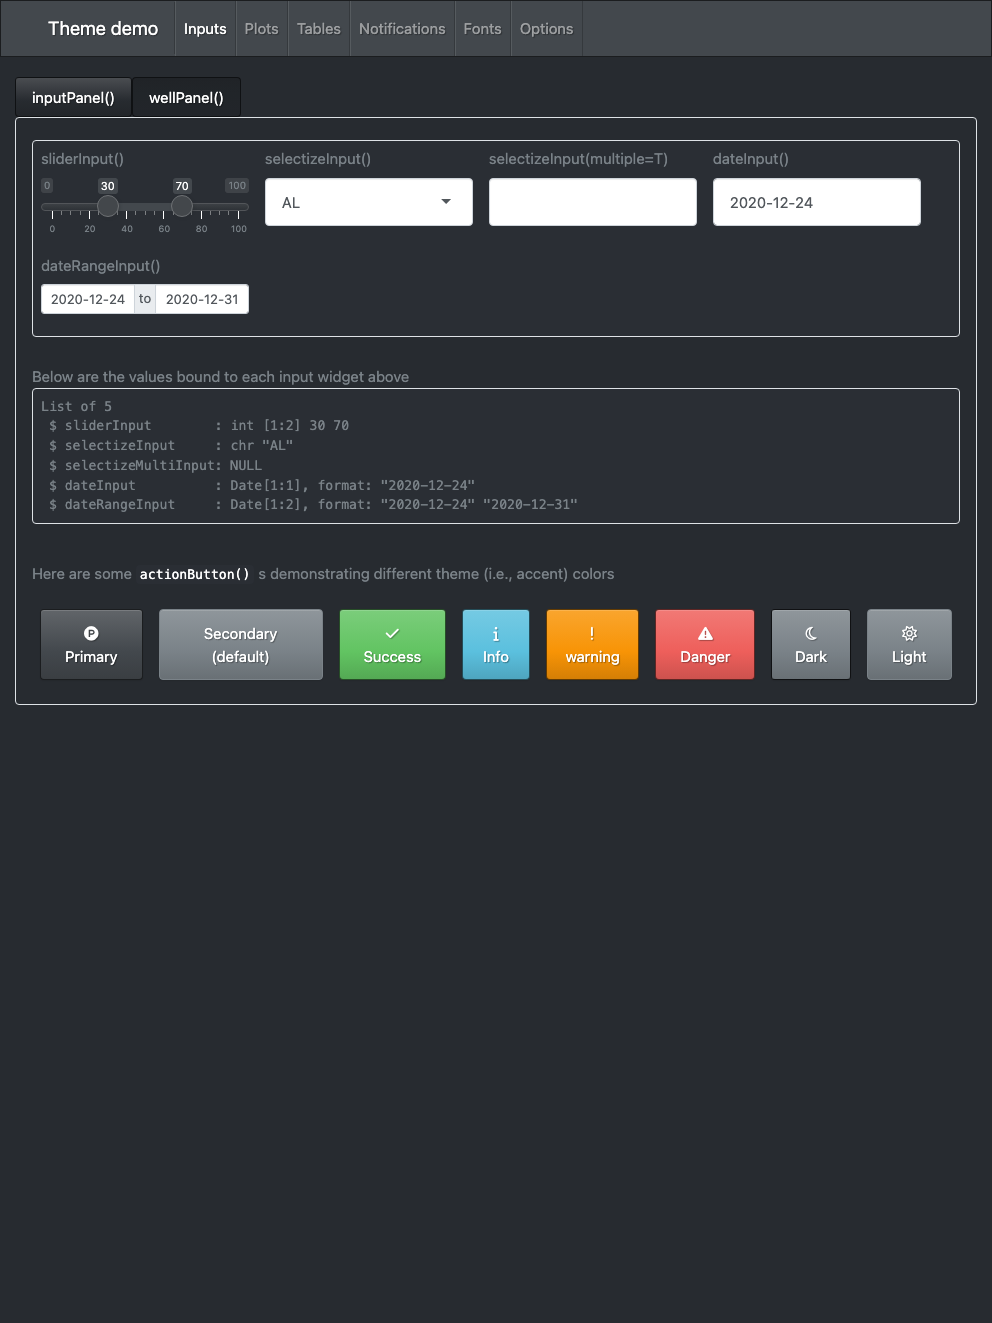 Theme demo Inputs Plots Tables Notifications Fonts Options
inputPanel() wellPanel()
sliderInput() selectizeInput() selectizeInput(multiple=T) dateInput()
0 30 70 100
AL 2020-12-24
0 20 40 60 80 100
dateRangeInput()
2020-12-24 to 2020-12-31
Below are the values bound to each input widget above
List of 5
$ sliderInput : int [1:2] 30 70
$ selectizeInput : chr "AL"
$ selectizeMultiInput: NULL
$ dateInput : Date[1:1], format: "2020-12-24"
$ dateRangeInput : Date[1:2], format: "2020-12-24" "2020-12-31"
Here are some actionButton() s demonstrating different theme (i.e., accent) colors
Primary
Secondary
(default)
Success
Info
warning
Danger
Dark
Light